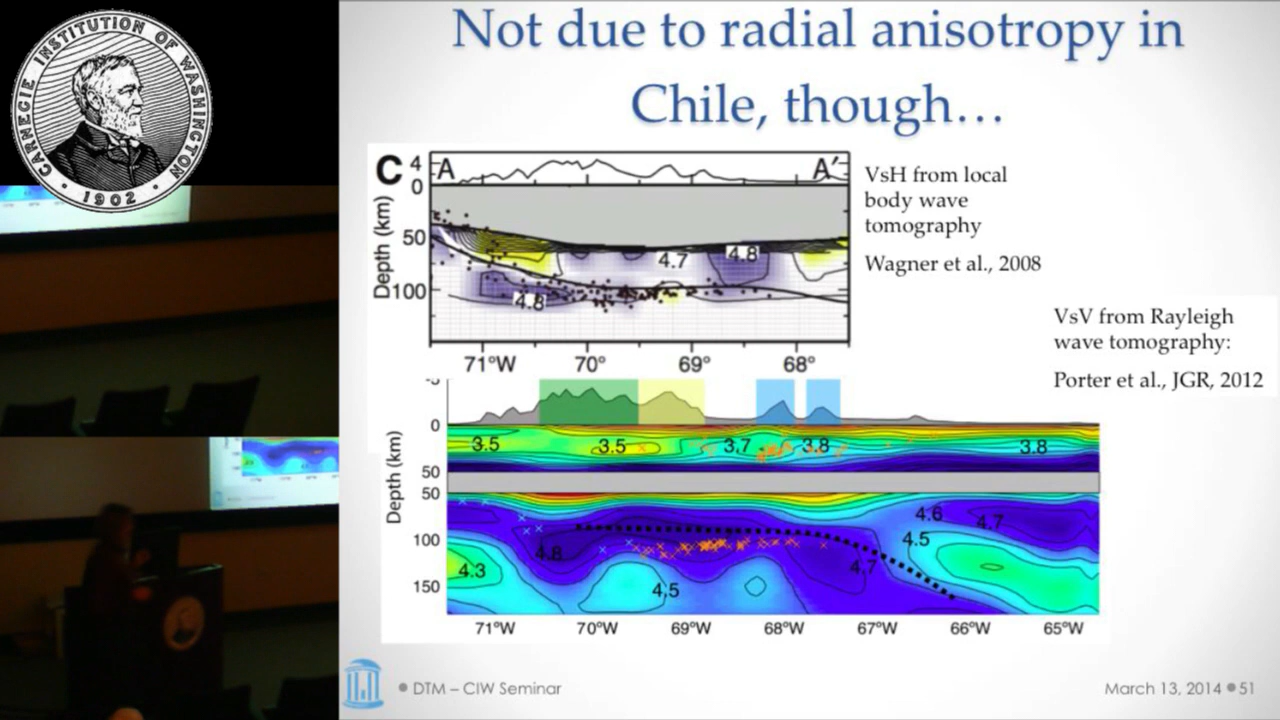 CARNEGIE INSTITUTION OF WASHINGTON
1902
Not due to radial anisotropy in
Chile, though…
C
A
A′
4
0
50
100
Depth (km)
4.7
4.8
4.8
71°W
70°
69°
68°
VsH from local
body wave
tomography
Wagner et al., 2008
VsV from Rayleigh
wave tomography:
Porter et al., JGR, 2012
-5
0
50
50
100
150
Depth (km)
3.5
3.5
3.7
3.8
3.8
4.6
4.7
4.5
4.8
4.7
4.3
4.5
71°W
70°W
69°W
68°W
67°W
66°W
65°W
DTM – CIW Seminar
March 13, 2014
51